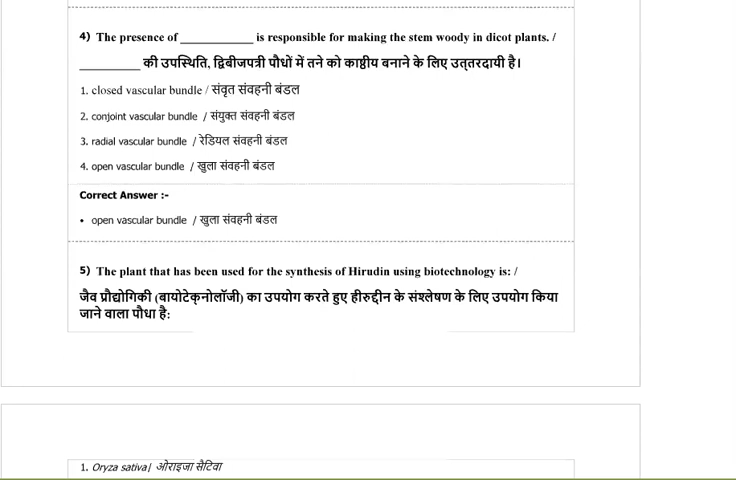 4) The presence of ____________ is responsible for making the stem woody in dicot plants. /
__________ की उपस्थिति, द्विबीजपत्री पौधों में तने को काष्ठीय बनाने के लिए उत्तरदायी है।
1. closed vascular bundle / संवृत संवहनी बंडल
2. conjoint vascular bundle / संयुक्त संवहनी बंडल
3. radial vascular bundle / रेडियल संवहनी बंडल
4. open vascular bundle / खुला संवहनी बंडल
Correct Answer :-
• open vascular bundle / खुला संवहनी बंडल
5) The plant that has been used for the synthesis of Hirudin using biotechnology is: /
जैव प्रौद्योगिकी (बायोटेक्नोलॉजी) का उपयोग करते हुए हीरुद्दीन के संश्लेषण के लिए उपयोग किया
जाने वाला पौधा है:
1. Oryza sativa/ ओराइजा सैटिवा